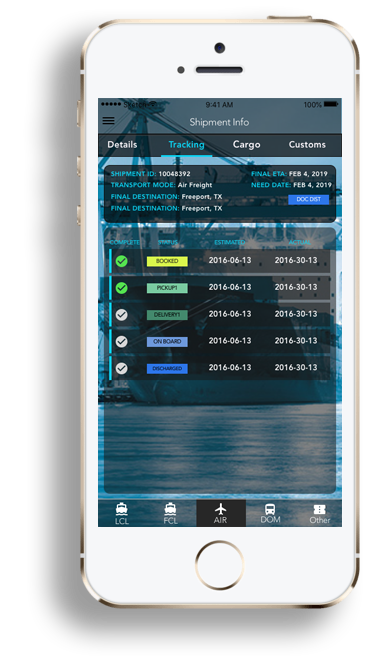 9:41 AM 100%
Shipment Info
Details Tracking Cargo Customs
SHIPMENT ID: 10048392 FINAL ETA: FEB 4, 2019
TRANSPORT MODE: Air Freight NEED DATE: FEB 4, 2019
FINAL DESTINATION: Freeport, TX DOC DIST
FINAL DESTINATION: Freeport, TX
COMPLETE STATUS ESTIMATED ACTUAL
BOOKED 2016-06-13 2016-30-13
PICKUP1 2016-06-13 2016-30-13
DELIVERY1 2016-06-13 2016-30-13
ON BOARD 2016-06-13 2016-30-13
DISCHARGED 2016-06-13 2016-30-13
LCL FCL AIR DOM Other